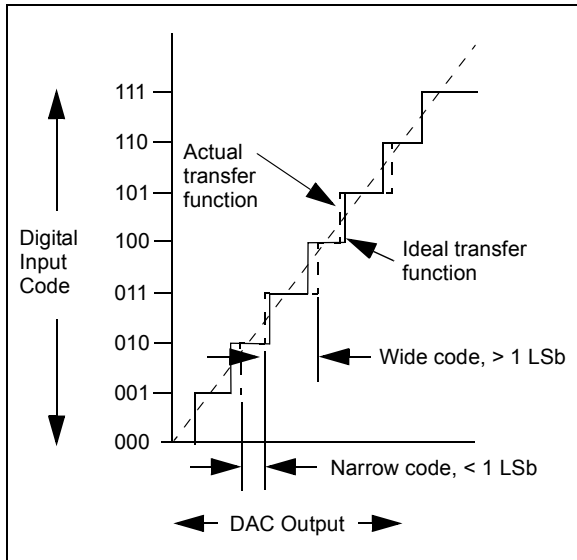 111
110
Actual
transfer
function
101
100
Digital
Input
Code
Ideal transfer
function
011
010
Wide code, > 1 LSb
001
000
Narrow code, < 1 LSb
DAC Output